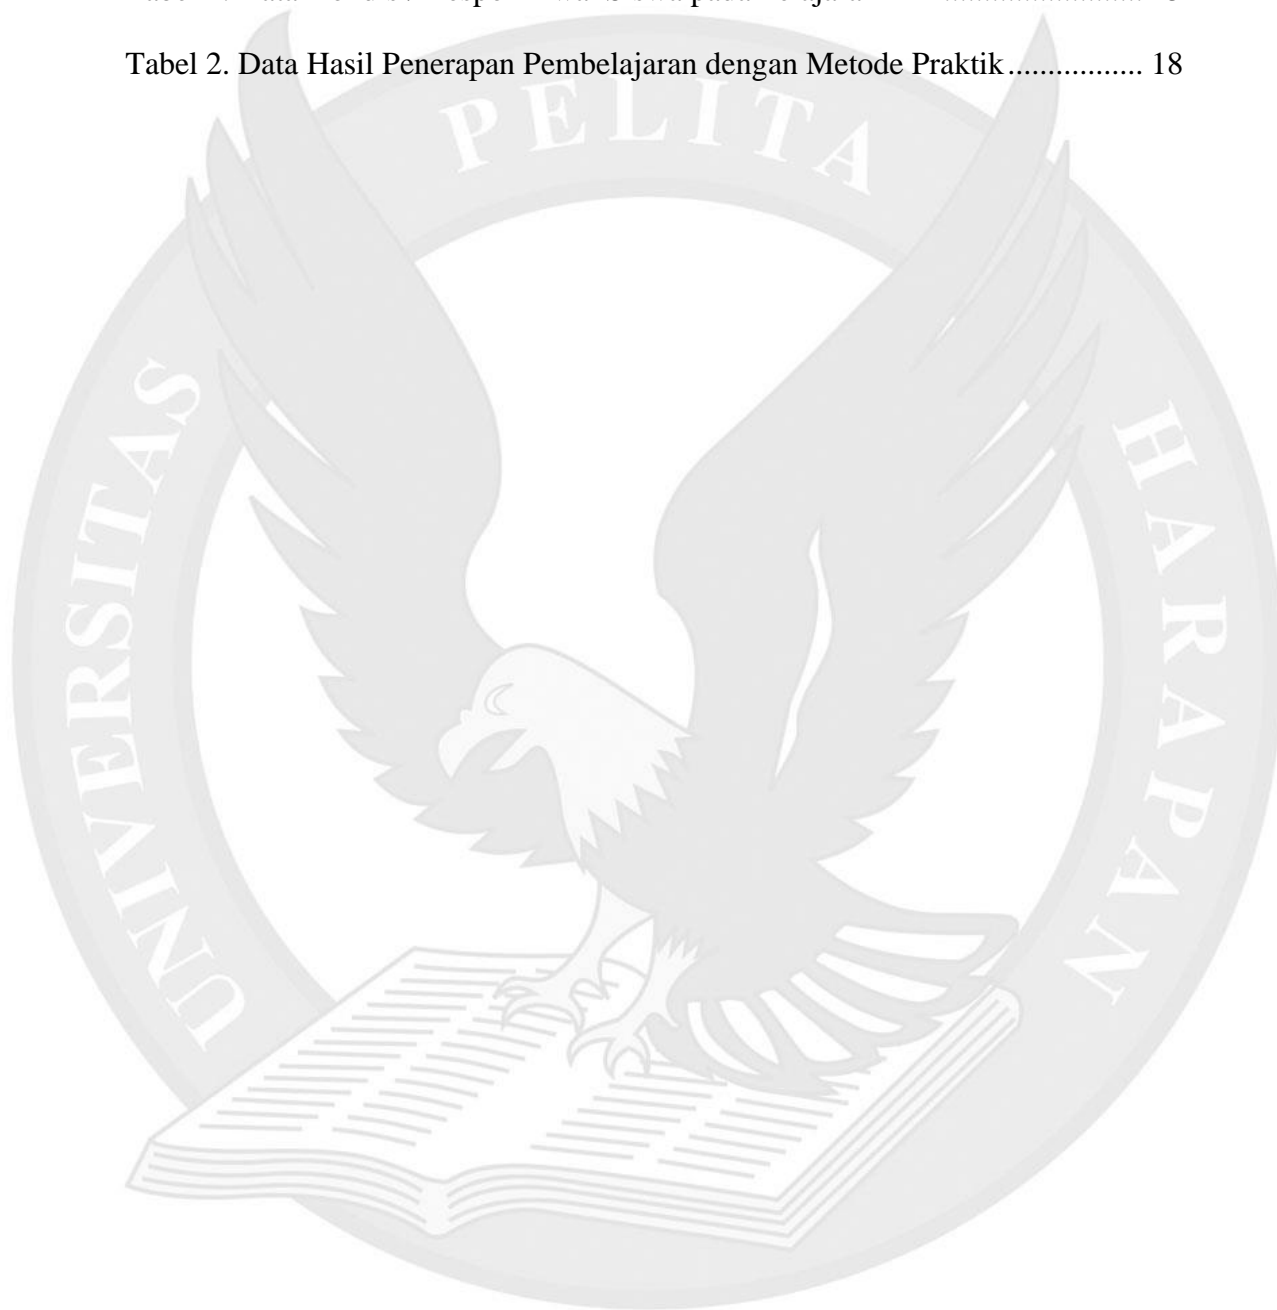 Tabel 2. Data Hasil Penerapan Pembelajaran dengan Metode Praktik................. 18
UNIVERSITAS PELITA HARAPAN